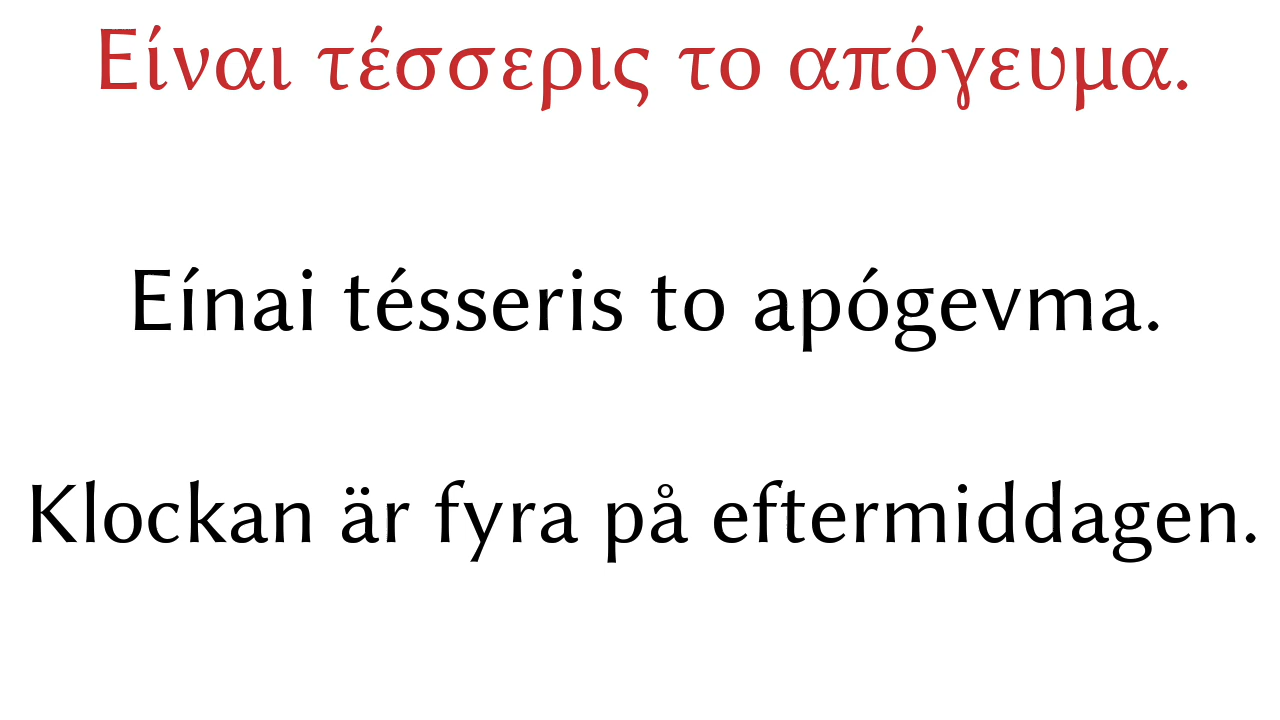 Είναι τέσσερις το απόγευμα.
Eínai tésseris to apógevma.
Klockan är fyra på eftermiddagen.